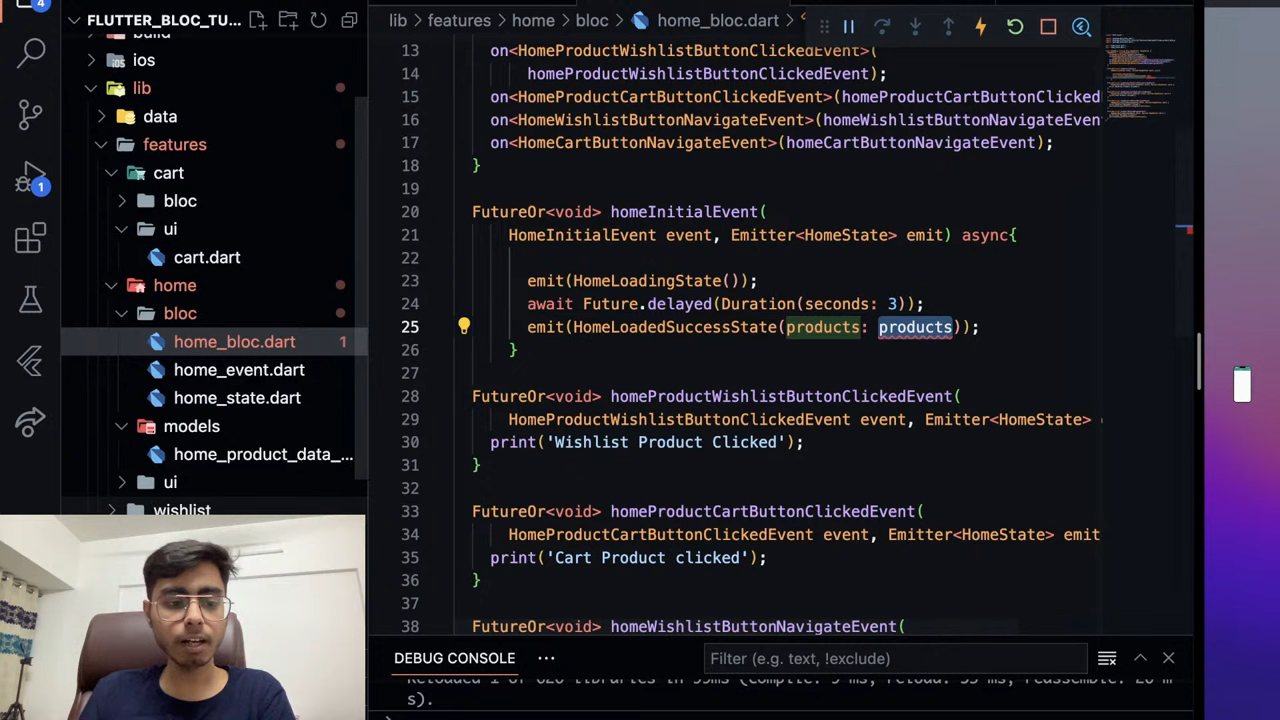 4
FLUTTER_BLOC_TU...
build
ios
lib
data
features
cart
bloc
ui
cart.dart
home
bloc
home_bloc.dart 1
home_event.dart
home_state.dart
models
home_product_data_...
ui
wishlist
1
lib features home bloc home_bloc.dart
13 on<HomeProductWishlistButtonClickedEvent>(
14 homeProductWishlistButtonClickedEvent);
15 on<HomeProductCartButtonClickedEvent>(homeProductCartButtonClicked
16 on<HomeWishlistButtonNavigateEvent>(homeWishlistButtonNavigateEven
17 on<HomeCartButtonNavigateEvent>(homeCartButtonNavigateEvent);
18 }
19
20 FutureOr<void> homeInitialEvent(
21 HomeInitialEvent event, Emitter<HomeState> emit) async{
22
23 emit(HomeLoadingState());
24 await Future.delayed(Duration(seconds: 3));
25 emit(HomeLoadedSuccessState(products: products));
26 }
27
28 FutureOr<void> homeProductWishlistButtonClickedEvent(
29 HomeProductWishlistButtonClickedEvent event, Emitter<HomeState> e
30 print('Wishlist Product Clicked');
31 }
32
33 FutureOr<void> homeProductCartButtonClickedEvent(
34 HomeProductCartButtonClickedEvent event, Emitter<HomeState> emit
35 print('Cart Product clicked');
36 }
37
38 FutureOr<void> homeWishlistButtonNavigateEvent(
DEBUG CONSOLE ... Filter (e.g. text, !exclude)
s).